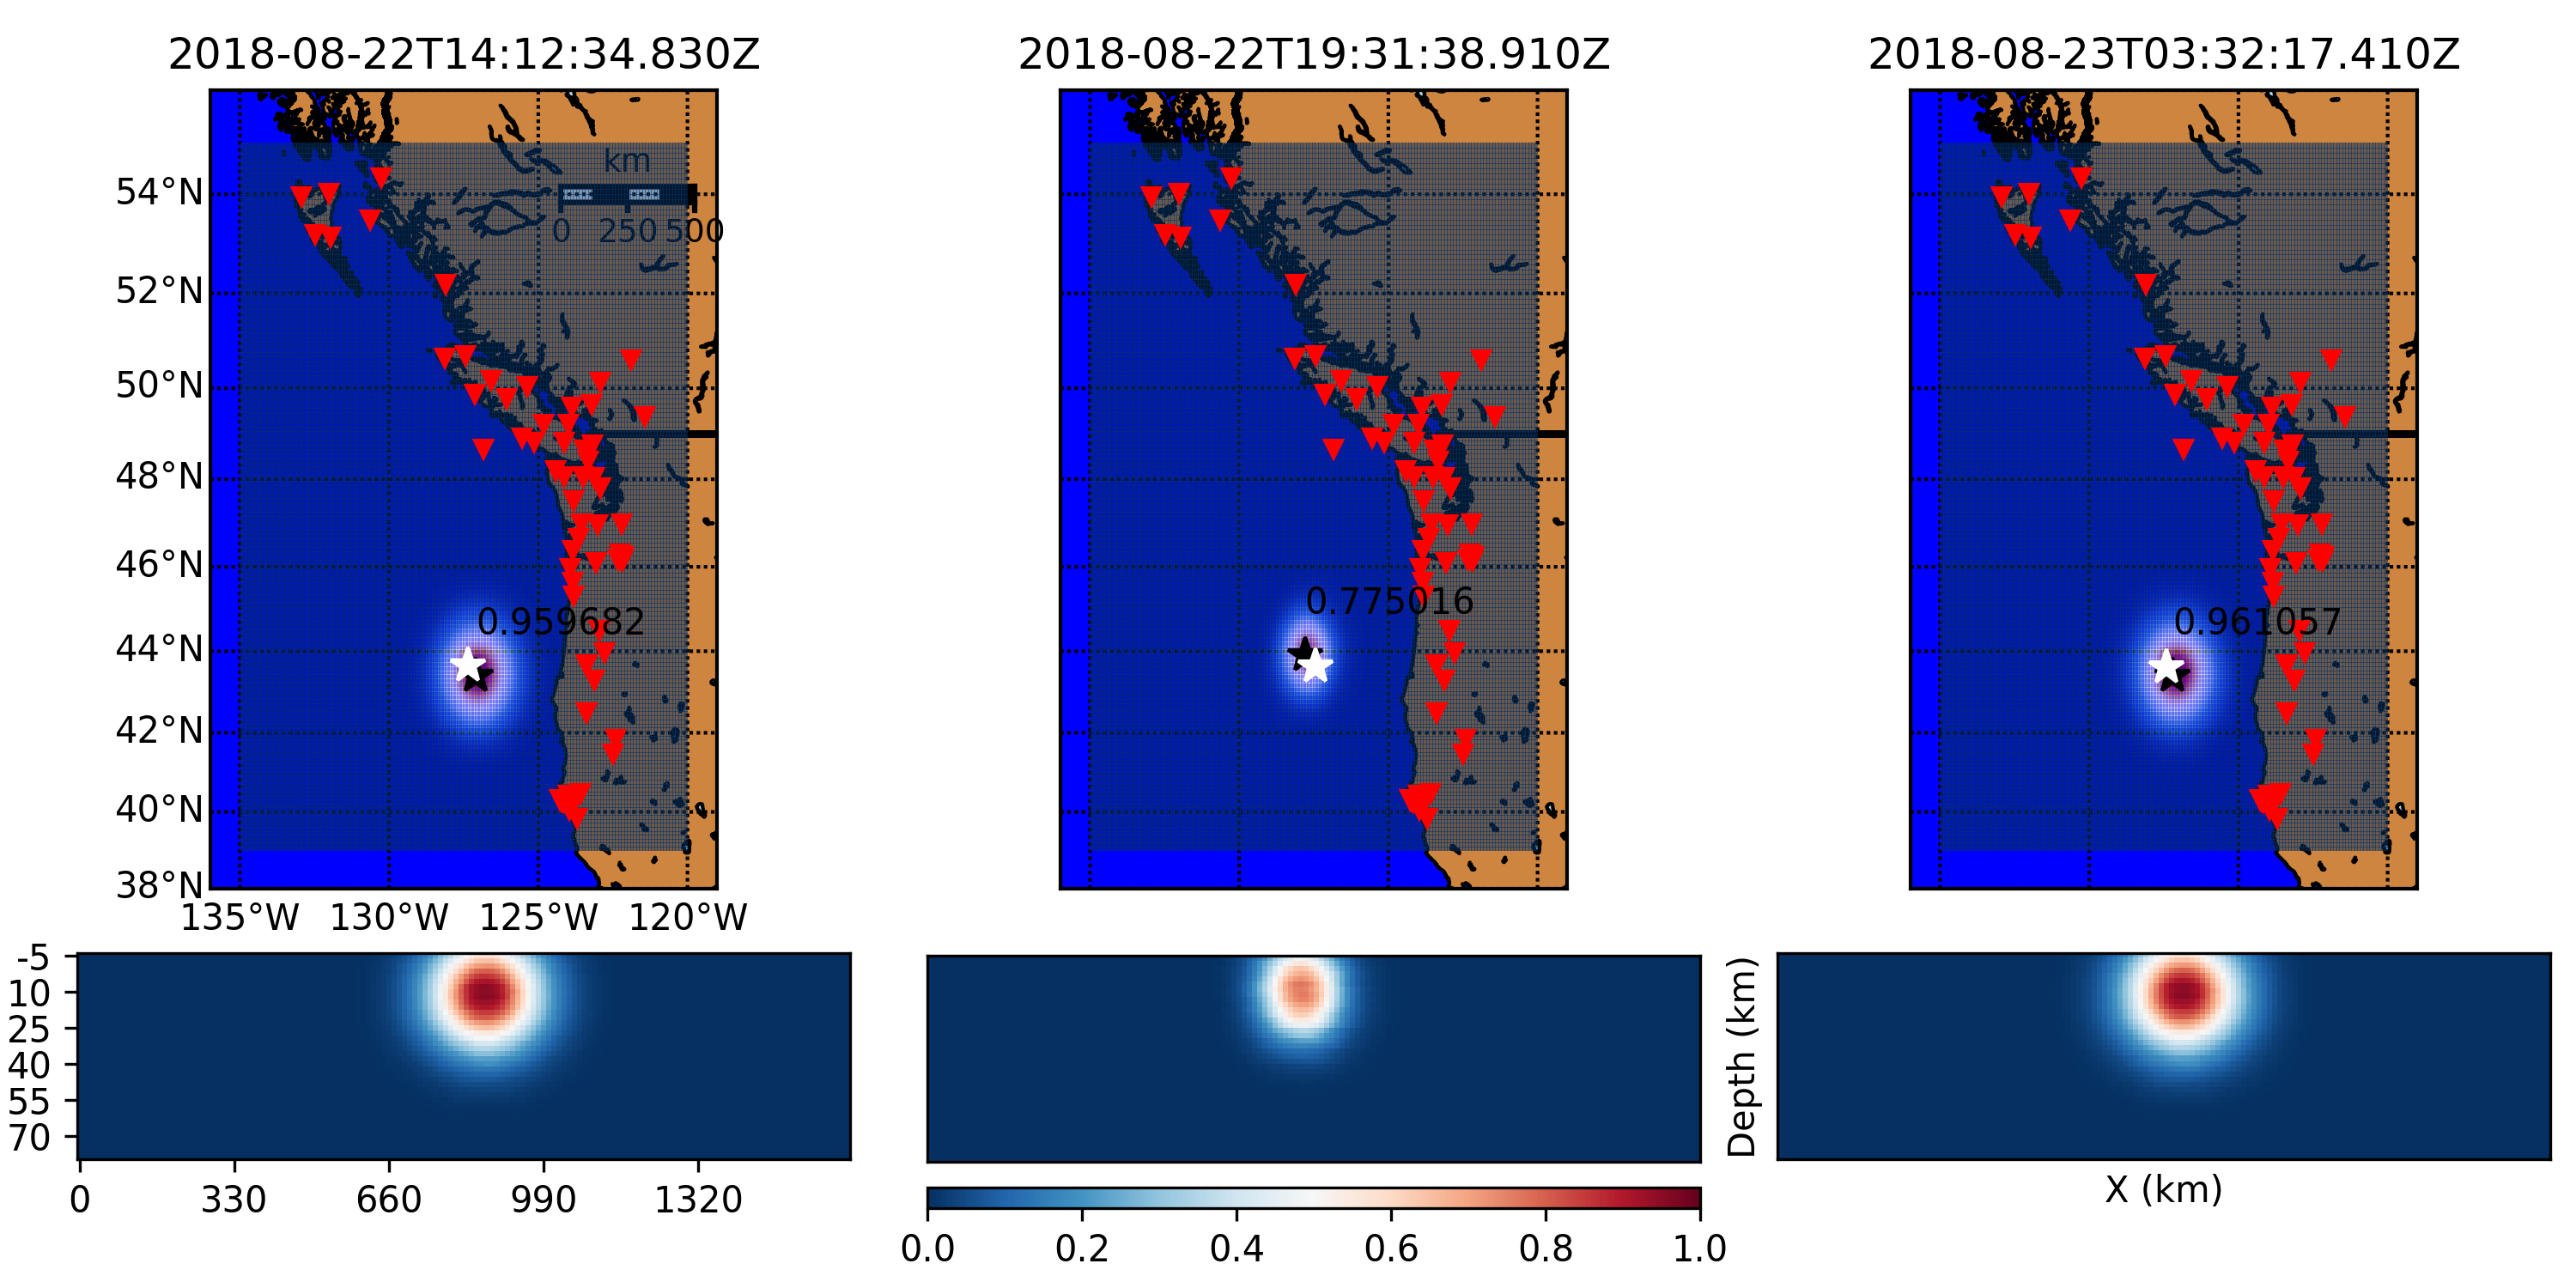 2018-08-22T14:12:34.830Z
2018-08-22T19:31:38.910Z
2018-08-23T03:32:17.410Z
km
0 250 500
54°N
52°N
50°N
48°N
46°N
44°N
42°N
40°N
38°N
135°W 130°W 125°W 120°W
0.959682
0.775016
0.961057
-5
10
25
40
55
70
0 330 660 990 1320
0.0 0.2 0.4 0.6 0.8 1.0
Depth (km)
X (km)